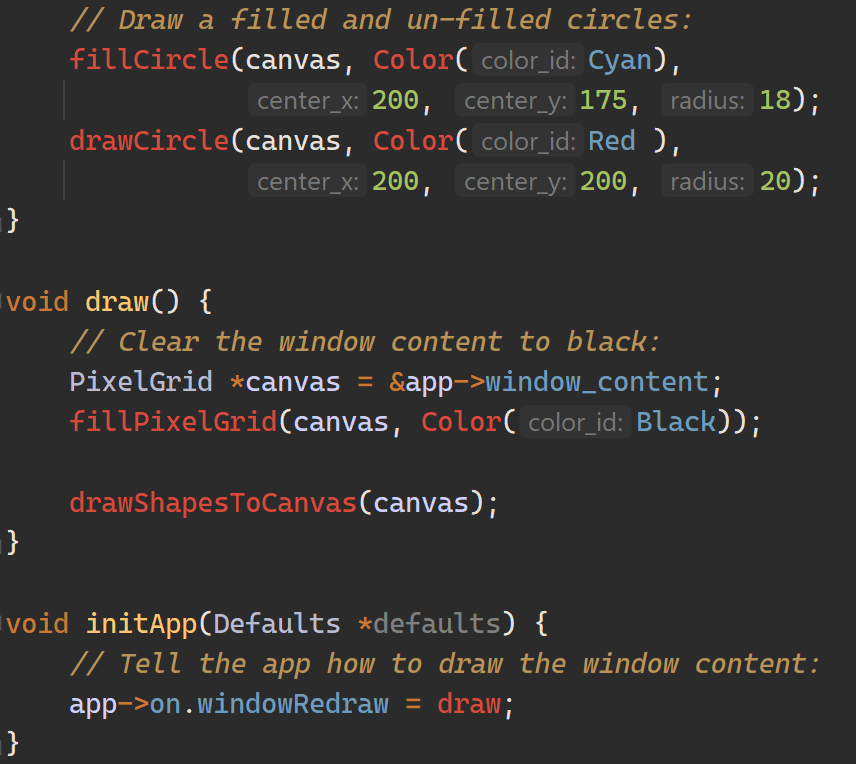 // Draw a filled and un-filled circles:
fillCircle(canvas, Color( color_id: Cyan),
center_x: 200, center_y: 175, radius: 18);
drawCircle(canvas, Color( color_id: Red ),
center_x: 200, center_y: 200, radius: 20);
}
void draw() {
// Clear the window content to black:
PixelGrid *canvas = &app->window_content;
fillPixelGrid(canvas, Color( color_id: Black));
drawShapesToCanvas(canvas);
}
void initApp(Defaults *defaults) {
// Tell the app how to draw the window content:
app->on.windowRedraw = draw;
}